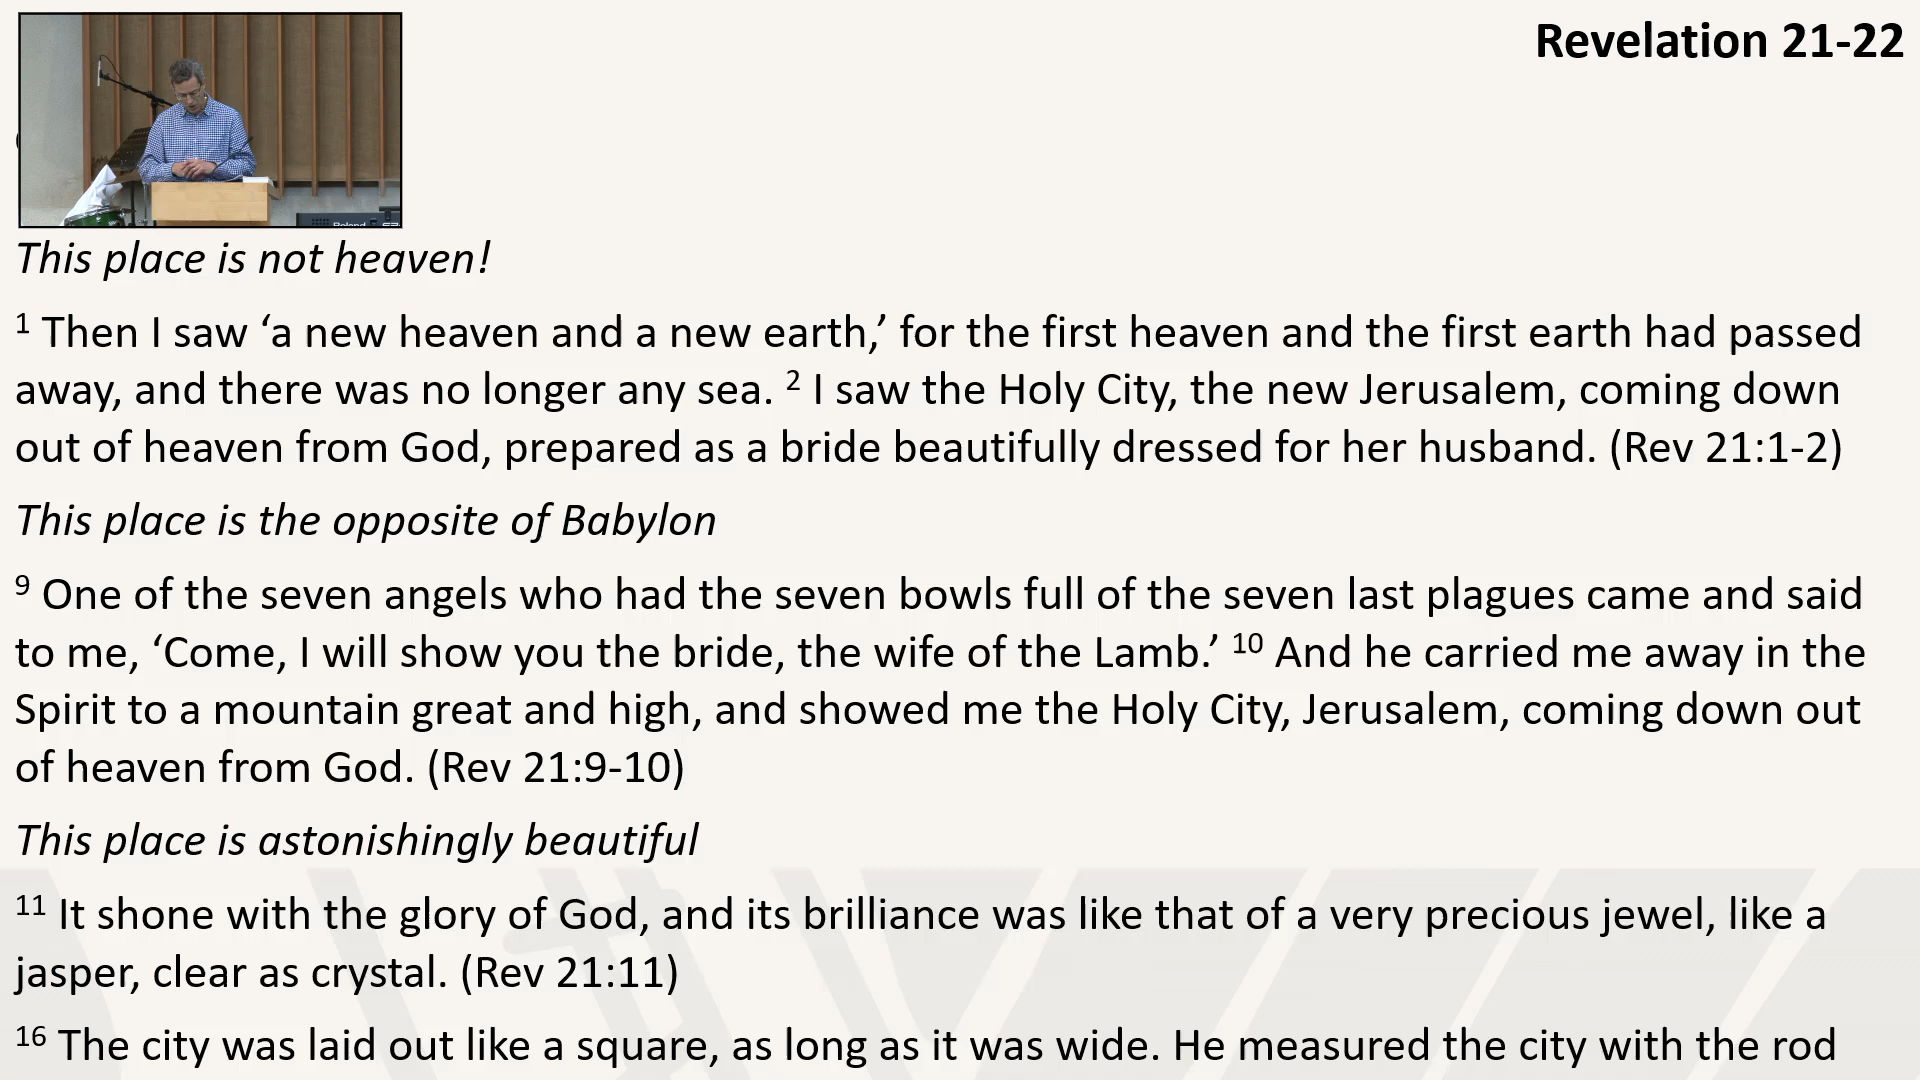 Revelation 21-22
Roland
This place is not heaven!
1 Then I saw ‘a new heaven and a new earth,’ for the first heaven and the first earth had passed
away, and there was no longer any sea. 2 I saw the Holy City, the new Jerusalem, coming down
out of heaven from God, prepared as a bride beautifully dressed for her husband. (Rev 21:1-2)
This place is the opposite of Babylon
9 One of the seven angels who had the seven bowls full of the seven last plagues came and said
to me, ‘Come, I will show you the bride, the wife of the Lamb.’ 10 And he carried me away in the
Spirit to a mountain great and high, and showed me the Holy City, Jerusalem, coming down out
of heaven from God. (Rev 21:9-10)
This place is astonishingly beautiful
11 It shone with the glory of God, and its brilliance was like that of a very precious jewel, like a
jasper, clear as crystal. (Rev 21:11)
16 The city was laid out like a square, as long as it was wide. He measured the city with the rod